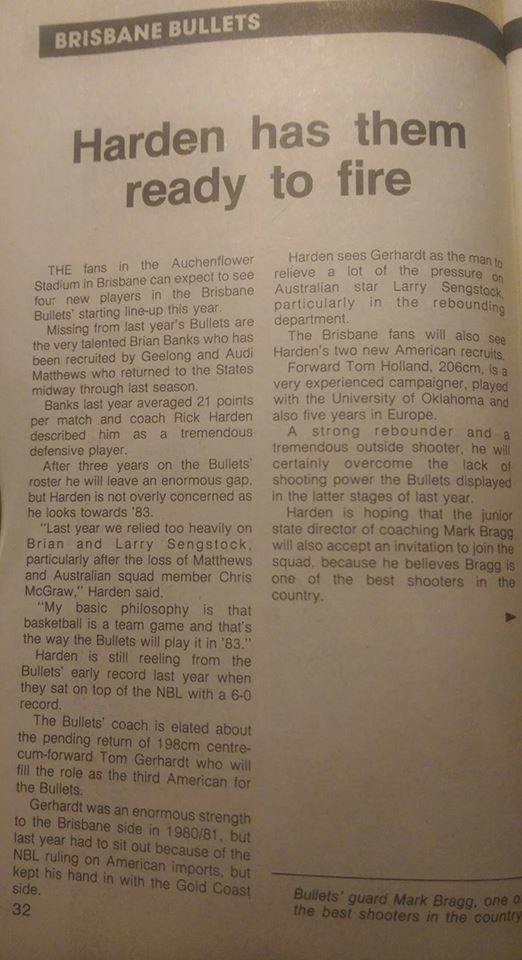 BRISBANE BULLETS
Harden has them
ready to fire
THE fans in the Auchenflower
Stadium in Brisbane can expect to see
four new players in the Brisbane
Bullets' starting line-up this year.
Missing from last year's Bullets are
the very talented Brian Banks who has
been recruited by Geelong and Audi
Matthews who returned to the States
midway through last season.
Banks last year averaged 21 points
per match and coach Rick Harden
described him as a tremendous
defensive player.
After three years on the Bullets'
roster he will leave an enormous gap,
but Harden is not overly concerned as
he looks towards '83.
"Last year we relied too heavily on
Brian and Larry Sengstock,
particularly after the loss of Matthews
and Australian squad member Chris
McGraw," Harden said.
"My basic philosophy is that
basketball is a team game and that's
the way the Bullets will play it in '83."
Harden is still reeling from the
Bullets' early record last year when
they sat on top of the NBL with a 6-0
record.
The Bullets' coach is elated about
the pending return of 198cm centre-
cum-forward Tom Gerhardt who will
fill the role as the third American for
the Bullets.
Gerhardt was an enormous strength
to the Brisbane side in 1980/81, but
last year had to sit out because of the
NBL ruling on American imports, but
kept his hand in with the Gold Coast
side.
32
Harden sees Gerhardt as the man to
relieve a lot of the pressure on
Australian star Larry Sengstock,
particularly in the rebounding
department.
The Brisbane fans will also see
Harden's two new American recruits.
Forward Tom Holland, 206cm, is a
very experienced campaigner, played
with the University of Oklahoma and
also five years in Europe.
A strong rebounder and a
tremendous outside shooter, he will
certainly overcome the lack of
shooting power the Bullets displayed
in the latter stages of last year.
Harden is hoping that the junior
state director of coaching Mark Bragg
will also accept an invitation to join the
squad, because he believes Bragg is
one of the best shooters in the
country.
Bullets' guard Mark Bragg, one o
the best shooters in the country